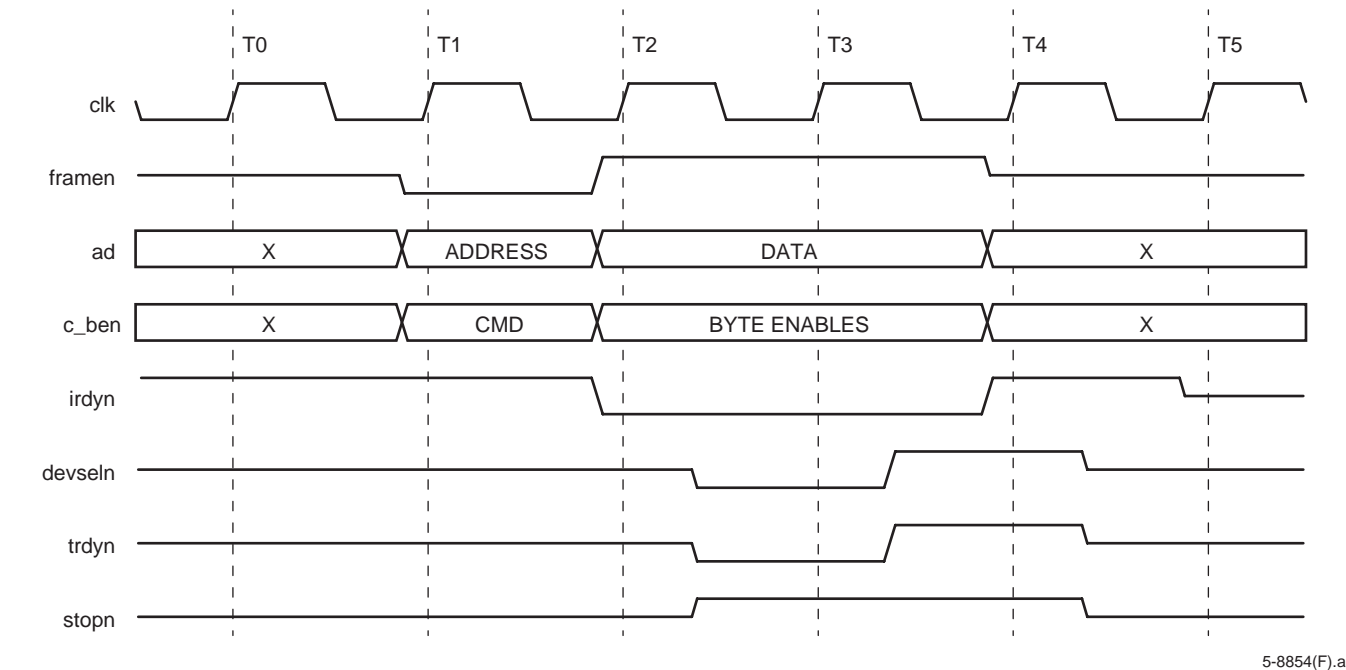 T0 T1 T2 T3 T4 T5
clk
framen
ad X ADDRESS DATA X
c_ben X CMD BYTE ENABLES X
irdyn
devseln
trdyn
stopn
5-8854(F).a